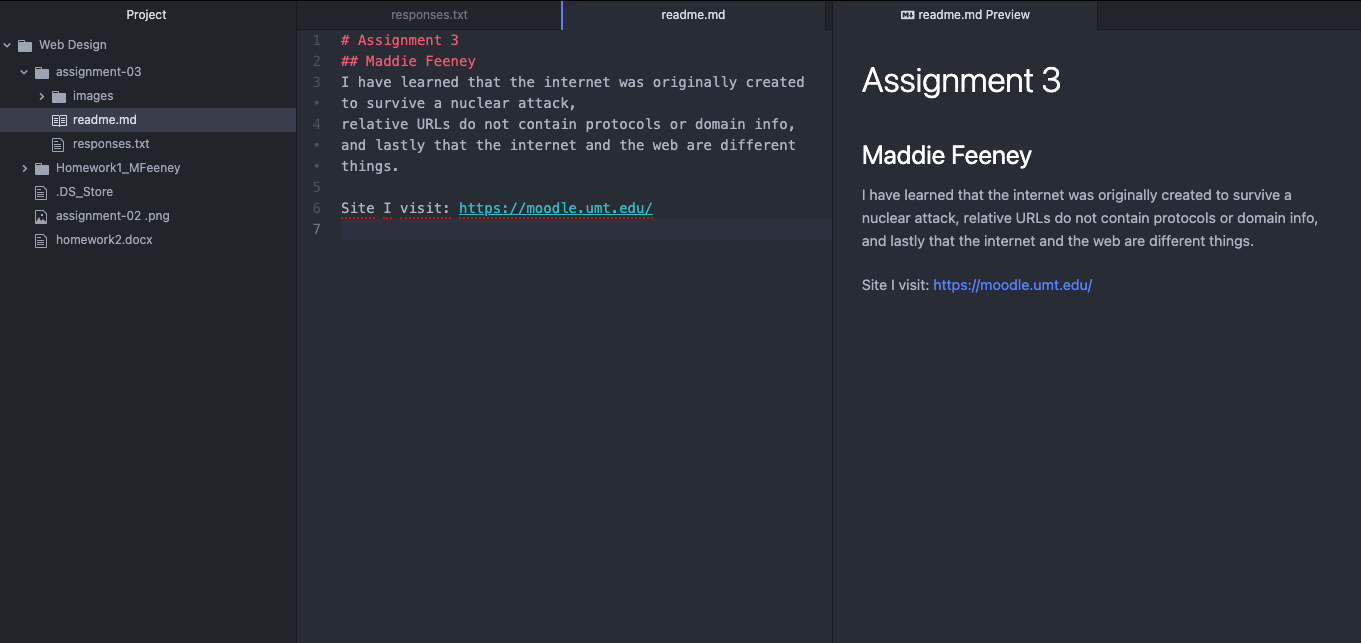 Project
Web Design
assignment-03
images
readme.md
responses.txt
Homework1_MFeeney
.DS_Store
assignment-02 .png
homework2.docx
responses.txt
readme.md
1 # Assignment 3
2 ## Maddie Feeney
3 I have learned that the internet was originally created
• to survive a nuclear attack,
4 relative URLs do not contain protocols or domain info,
• and lastly that the internet and the web are different
• things.
5
6 Site I visit: https://moodle.umt.edu/
7
readme.md Preview
Assignment 3
Maddie Feeney
I have learned that the internet was originally created to survive a
nuclear attack, relative URLs do not contain protocols or domain info,
and lastly that the internet and the web are different things.
Site I visit: https://moodle.umt.edu/